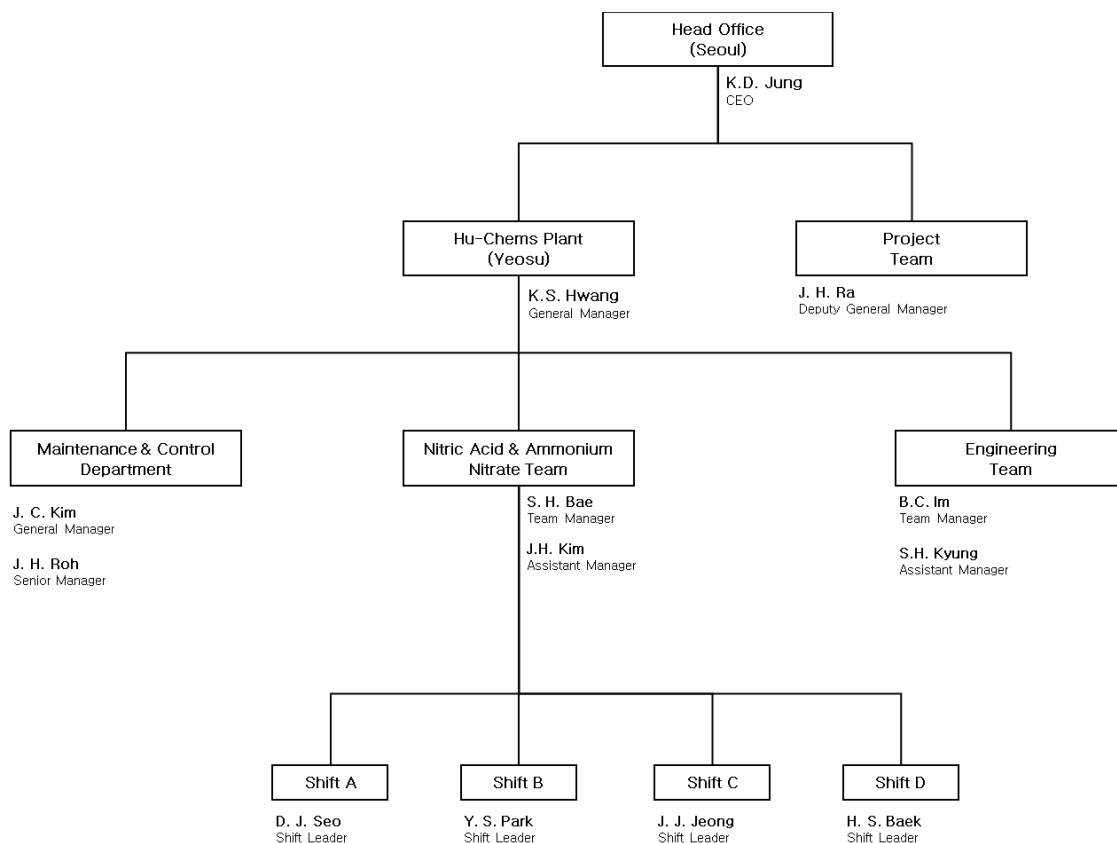 Head Office
(Seoul)
K.D. Jung
CEO
Hu-Chems Plant
(Yeosu)
K.S. Hwang
General Manager
Project
Team
J. H. Ra
Deputy General Manager
Maintenance & Control
Department
J. C. Kim
General Manager
J. H. Roh
Senior Manager
Nitric Acid & Ammonium
Nitrate Team
S. H. Bae
Team Manager
J.H. Kim
Assistant Manager
Engineering
Team
B.C. Im
Team Manager
S.H. Kyung
Assistant Manager
Shift A
D. J. Seo
Shift Leader
Shift B
Y. S. Park
Shift Leader
Shift C
J. J. Jeong
Shift Leader
Shift D
H. S. Baek
Shift Leader